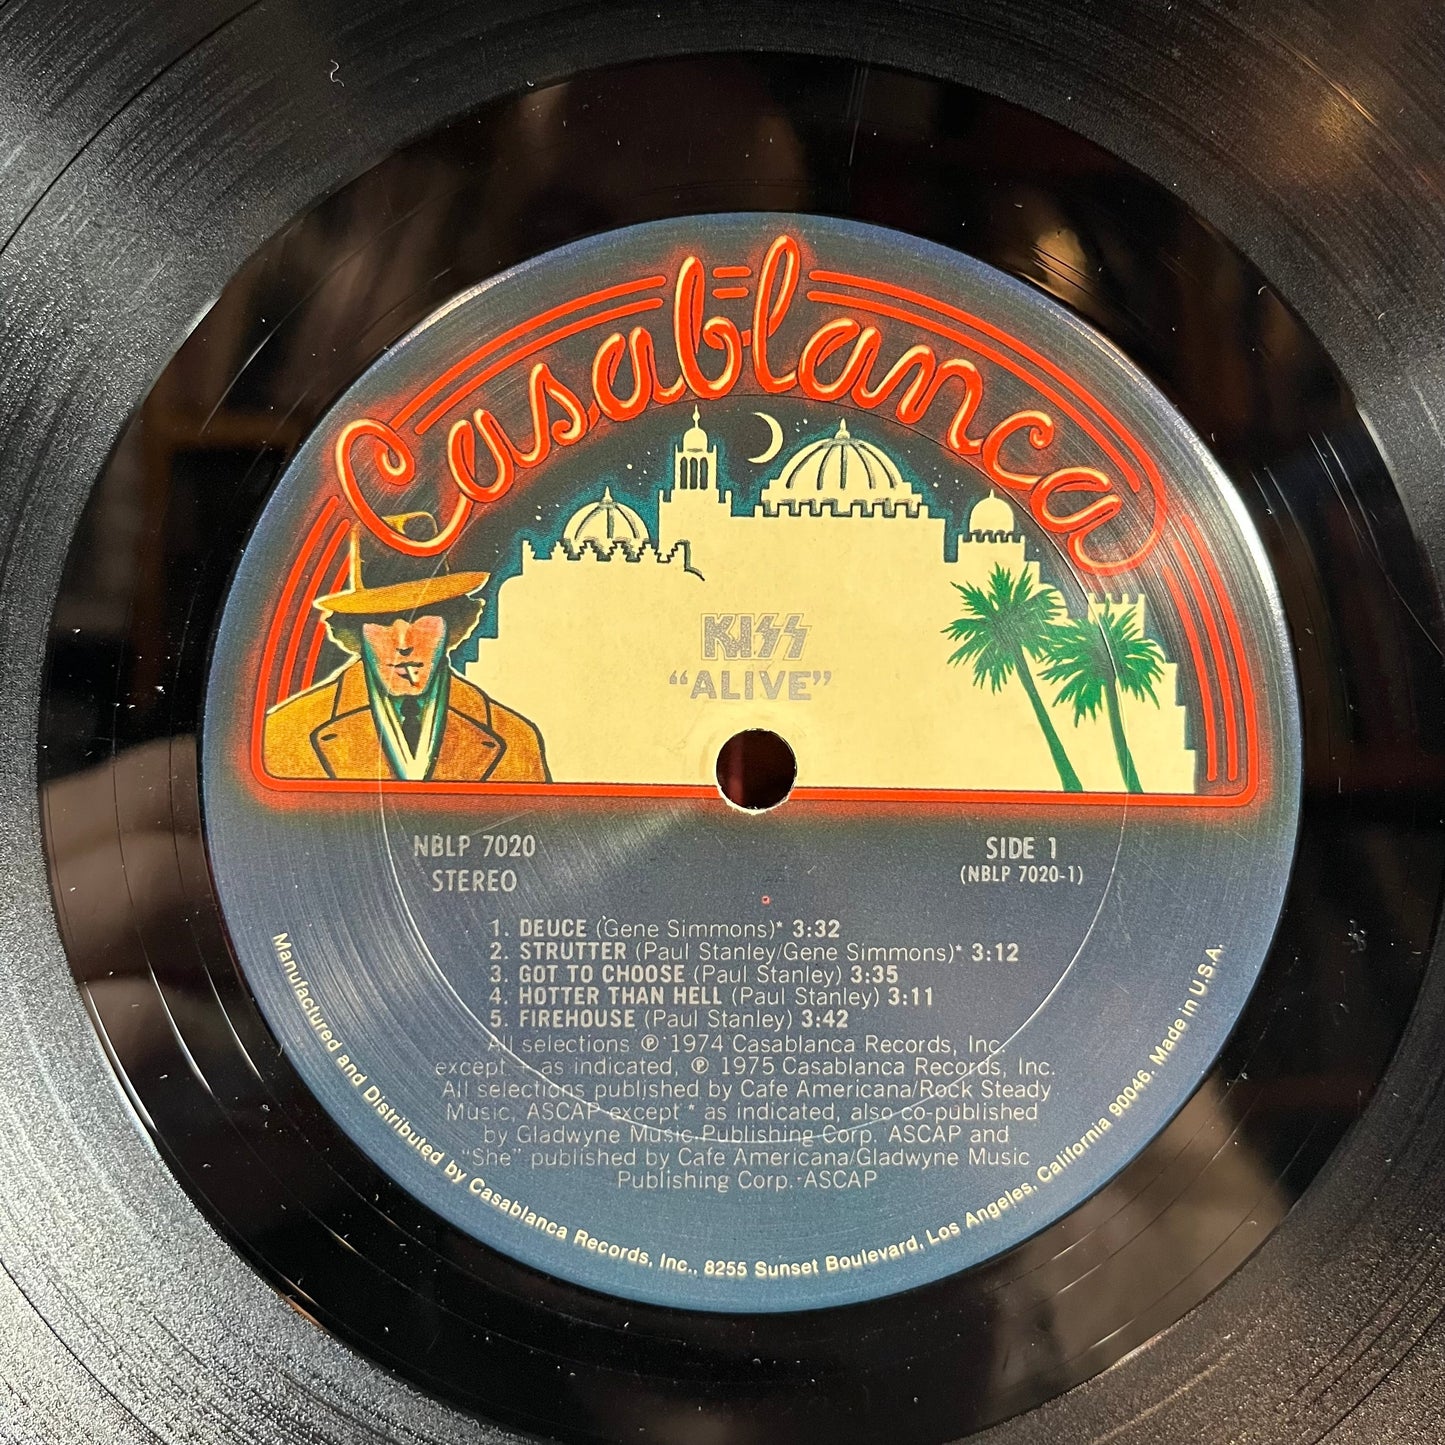 Casablanca
KISS
“ALIVE”
NBLP 7020
STEREO
SIDE 1
(NBLP 7020-1)
1. DEUCE (Gene Simmons)* 3:32
2. STRUTTER (Paul Stanley/Gene Simmons)* 3:12
3. GOT TO CHOOSE (Paul Stanley) 3:35
4. HOTTER THAN HELL (Paul Stanley) 3:11
5. FIREHOUSE (Paul Stanley) 3:42
All selections ℗ 1974 Casablanca Records, Inc.
except + as indicated, ℗ 1975 Casablanca Records, Inc.
All selections published by Cafe Americana/Rock Steady
Music, ASCAP except * as indicated, also co-published
by Gladwyne Music Publishing Corp. ASCAP and
“She” published by Cafe Americana/Gladwyne Music
Publishing Corp. ASCAP
Manufactured and Distributed by Casablanca Records, Inc., 8255 Sunset Boulevard, Los Angeles, California 90046. Made in U.S.A.